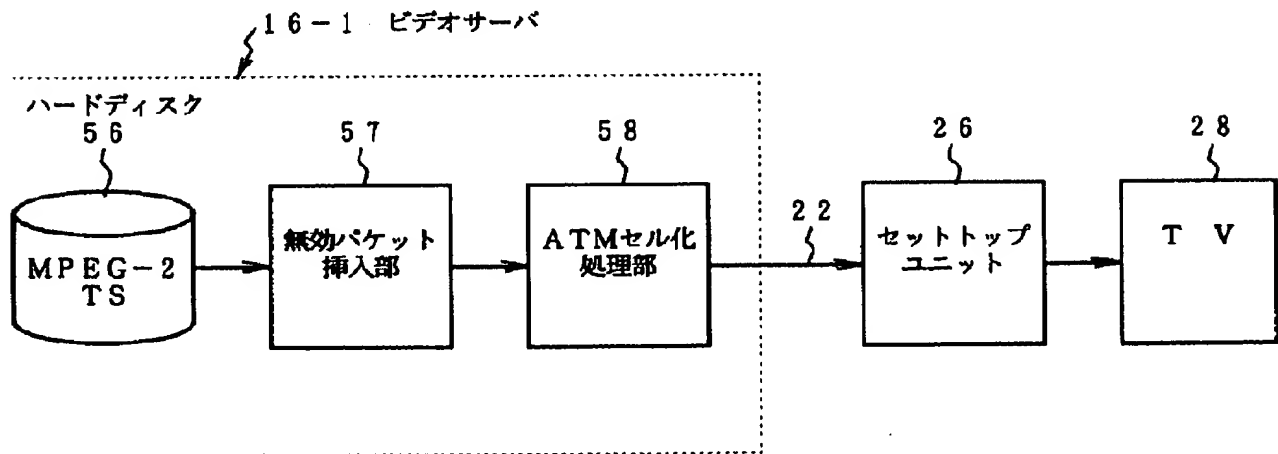 16-1 ビデオサーバ
ハードディスク
56
57
58
26
28
22
MPEG-2
TS
無効パケット
挿入部
ATMセル化
処理部
セットトップ
ユニット
TV